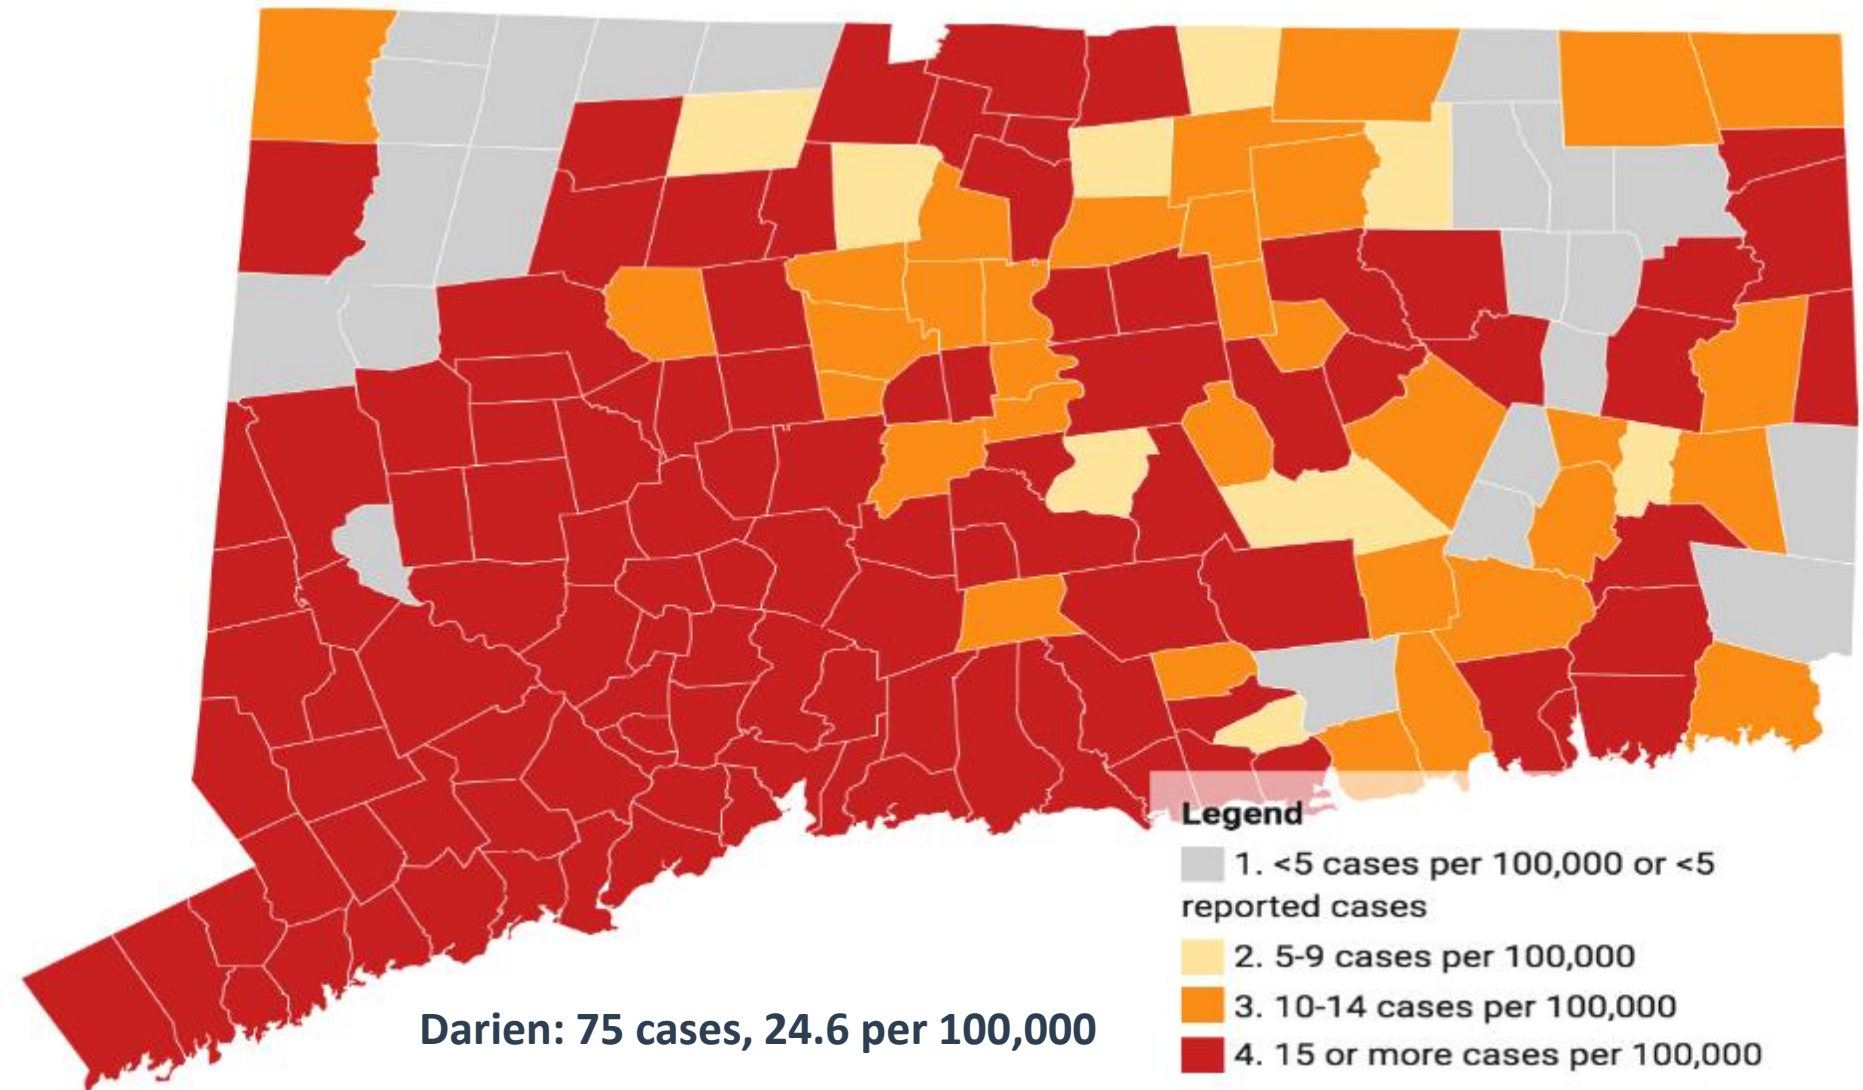 Legend
1. <5 cases per 100,000 or <5
reported cases
2. 5-9 cases per 100,000
3. 10-14 cases per 100,000
4. 15 or more cases per 100,000
Darien: 75 cases, 24.6 per 100,000